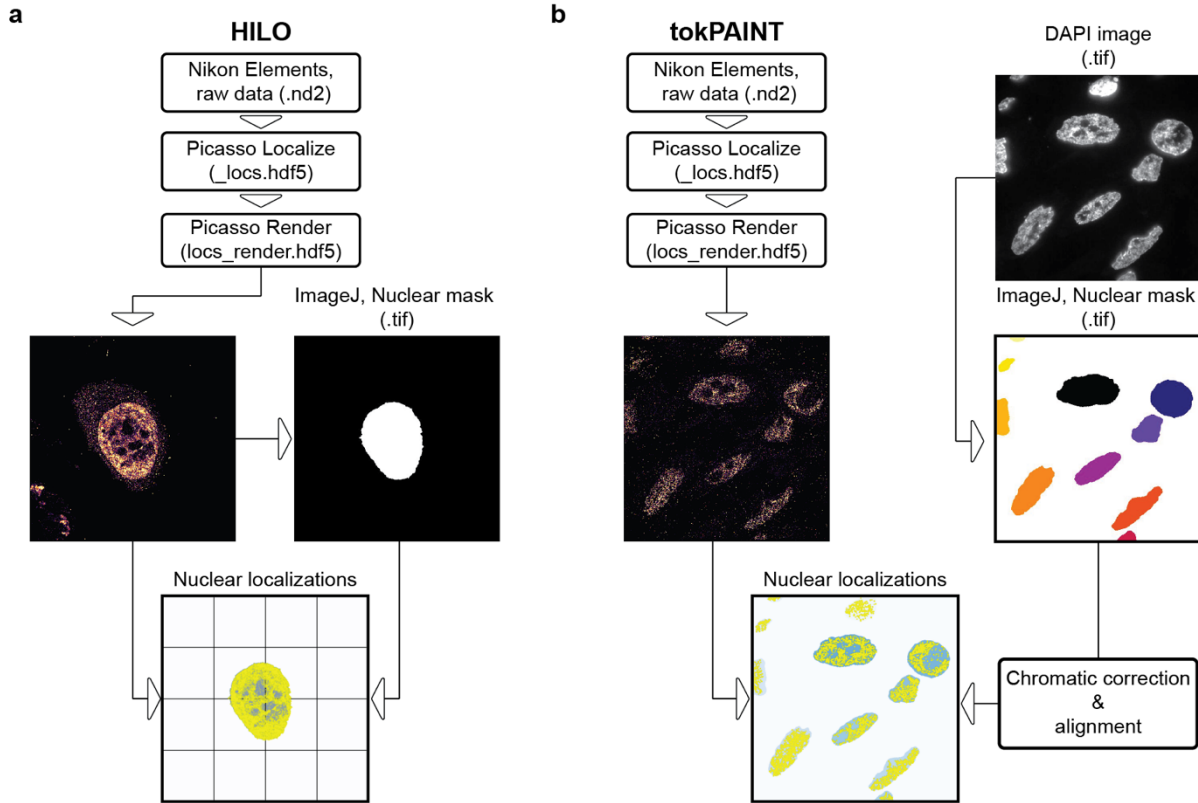 a
HILO
Nikon Elements,
raw data (.nd2)
Picasso Localize
(_locs.hdf5)
Picasso Render
(locs_render.hdf5)
ImageJ, Nuclear mask
(.tif)
Nuclear localizations
b
tokPAINT
Nikon Elements,
raw data (.nd2)
Picasso Localize
(_locs.hdf5)
Picasso Render
(locs_render.hdf5)
DAPI image
(.tif)
ImageJ, Nuclear mask
(.tif)
Nuclear localizations
Chromatic correction
&
alignment